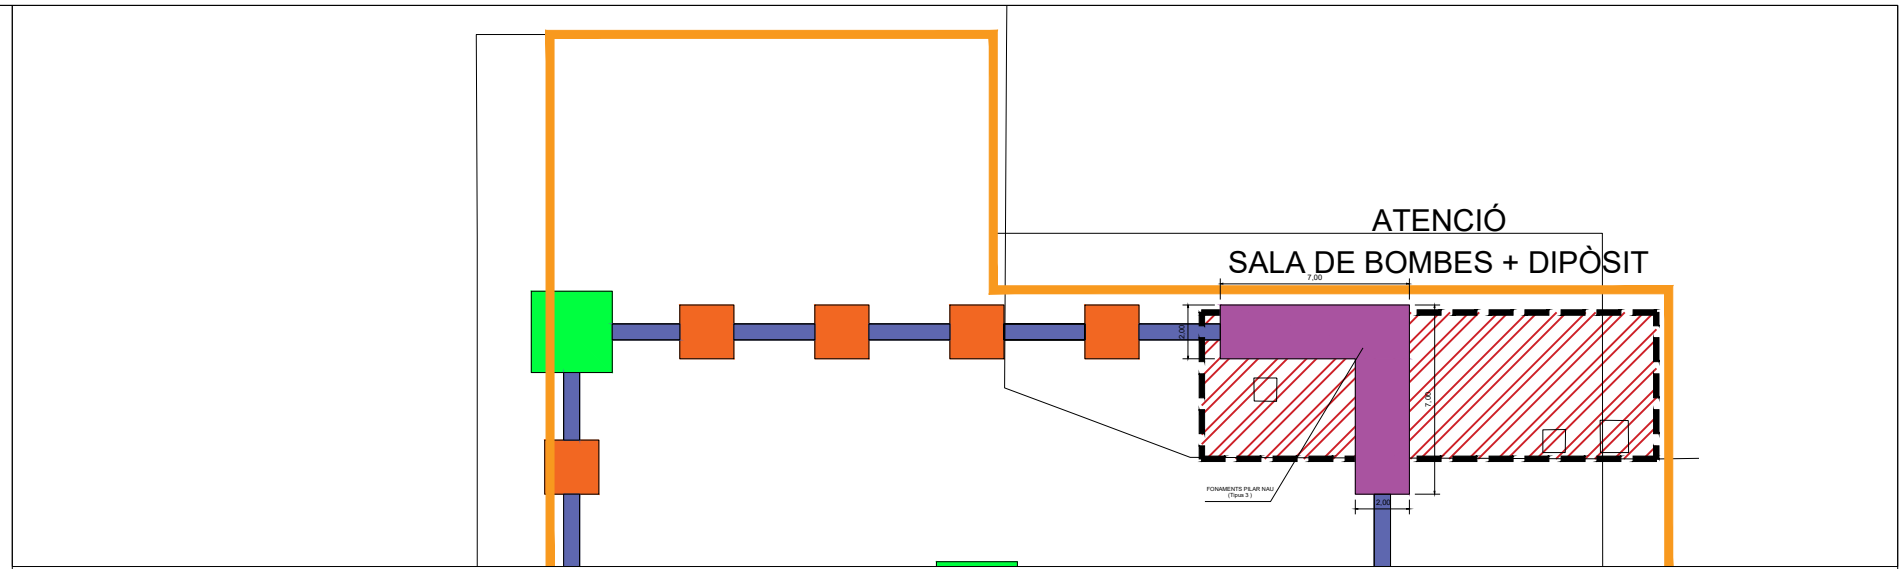 ATENCIÓ
SALA DE BOMBES + DIPÒSIT
7,00
2,00
7,00
FONAMENTS PILAR NAU
(Tipus 3 )
2,00